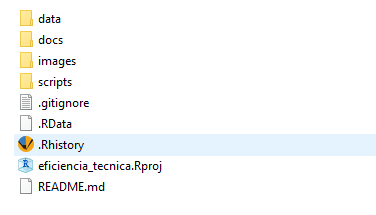 data
docs
images
scripts
.gitignore
.RData
.Rhistory
eficiencia_tecnica.Rproj
README.md